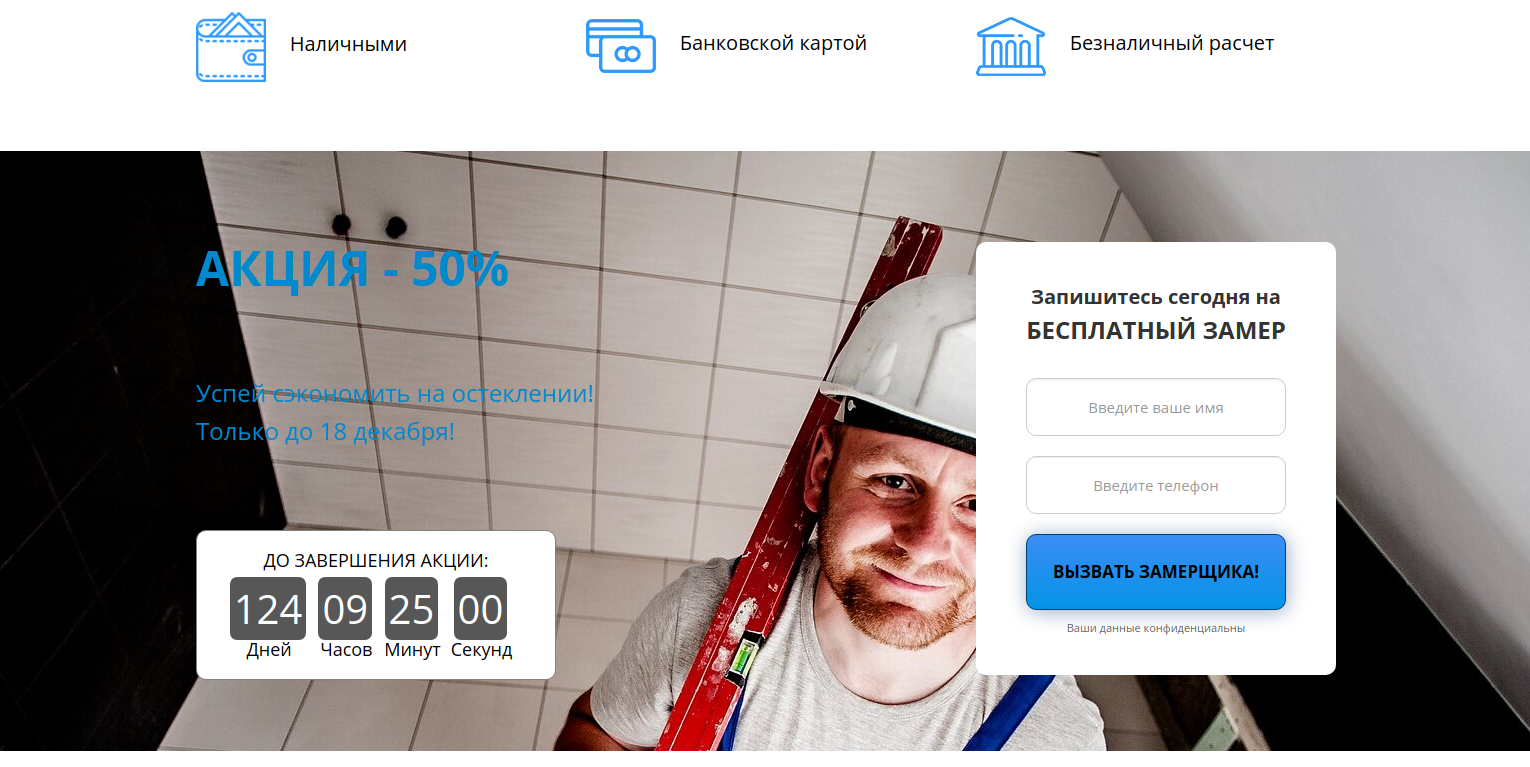 Наличными
Банковской картой
Безналичный расчет
АКЦИЯ - 50%
Успей сэкономить на остеклении!
Только до 18 декабря!
ДО ЗАВЕРШЕНИЯ АКЦИИ:
124 09 25 00
Дней Часов Минут Секунд
Запишитесь сегодня на
БЕСПЛАТНЫЙ ЗАМЕР
Введите ваше имя
Введите телефон
ВЫЗВАТЬ ЗАМЕРЩИКА!
Ваши данные конфиденциальны